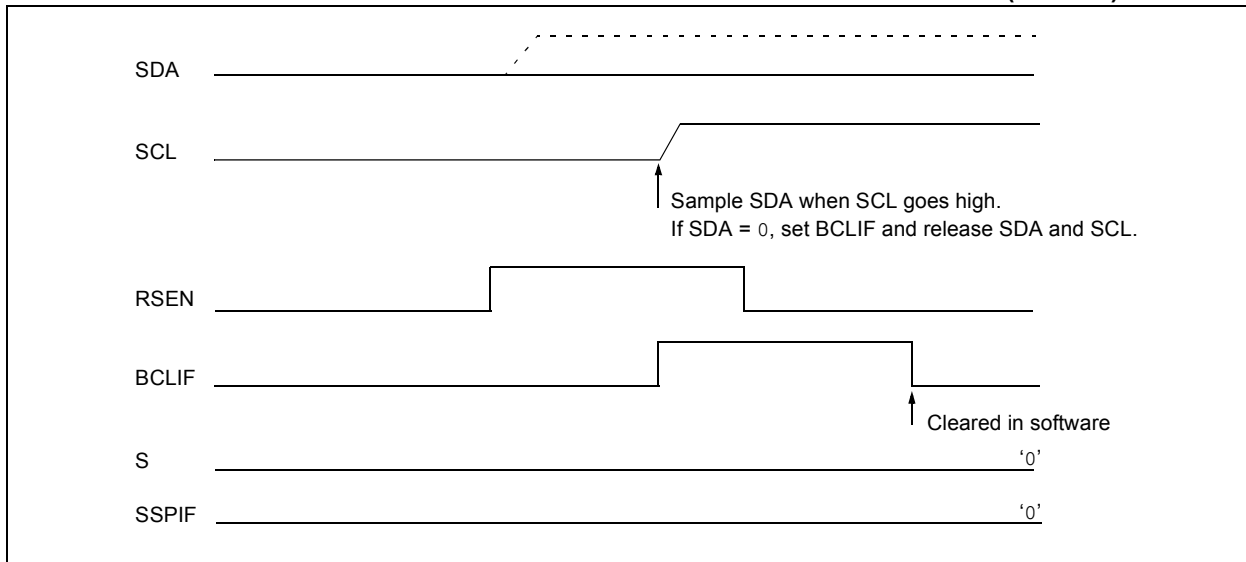 SDA
SCL
Sample SDA when SCL goes high.
If SDA = 0, set BCLIF and release SDA and SCL.
RSEN
BCLIF
Cleared in software
S
‘0’
SSPIF
‘0’